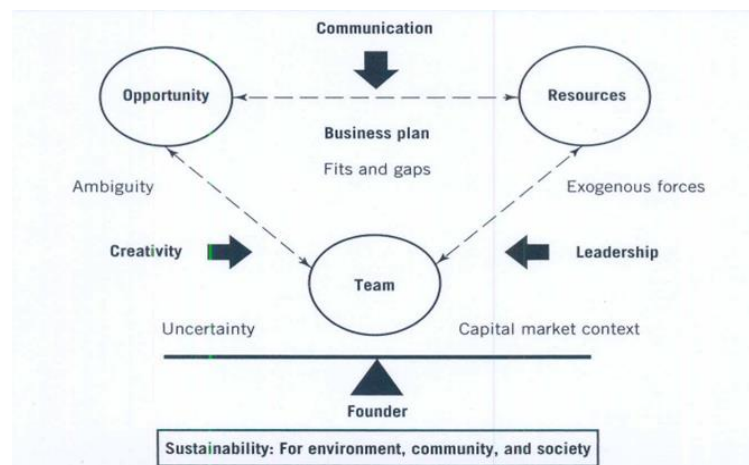 Communication
Opportunity
Resources
Business plan
Fits and gaps
Ambiguity
Exogenous forces
Creativity
Leadership
Team
Uncertainty
Capital market context
Founder
Sustainability: For environment, community, and society